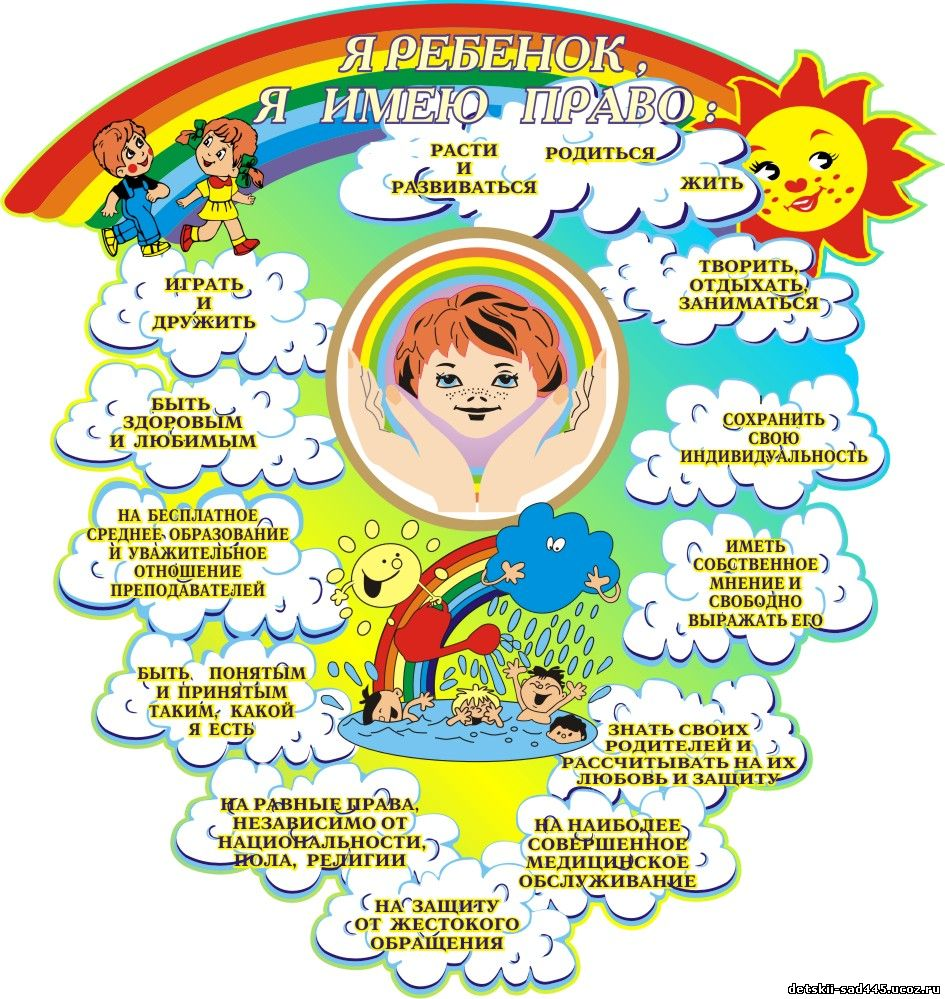 Я РЕБЕНОК ,
Я ИМЕЮ ПРАВО :
РАСТИ
И
РАЗВИВАТЬСЯ
РОДИТЬСЯ
ЖИТЬ
ТВОРИТЬ,
ОТДЫХАТЬ,
ЗАНИМАТЬСЯ
СОХРАНИТЬ
СВОЮ
ИНДИВИДУАЛЬНОСТЬ
ИМЕТЬ
СОБСТВЕННОЕ
МНЕНИЕ И
СВОБОДНО
ВЫРАЖАТЬ ЕГО
ЗНАТЬ СВОИХ
РОДИТЕЛЕЙ И
РАССЧИТЫВАТЬ НА ИХ
ЛЮБОВЬ И ЗАЩИТУ
НА НАИБОЛЕЕ
СОВЕРШЕННОЕ
МЕДИЦИНСКОЕ
ОБСЛУЖИВАНИЕ
НА ЗАЩИТУ
ОТ ЖЕСТОКОГО
ОБРАЩЕНИЯ
НА РАВНЫЕ ПРАВА,
НЕЗАВИСИМО ОТ
НАЦИОНАЛЬНОСТИ,
ПОЛА, РЕЛИГИИ
БЫТЬ ПОНЯТЫМ
И ПРИНЯТЫМ
ТАКИМ, КАКОЙ
Я ЕСТЬ
НА БЕСПЛАТНОЕ
СРЕДНЕЕ ОБРАЗОВАНИЕ
И УВАЖИТЕЛЬНОЕ
ОТНОШЕНИЕ
ПРЕПОДАВАТЕЛЕЙ
БЫТЬ
ЗДОРОВЫМ
И ЛЮБИМЫМ
ИГРАТЬ
И
ДРУЖИТЬ
detskii-sad445.ucoz.ru